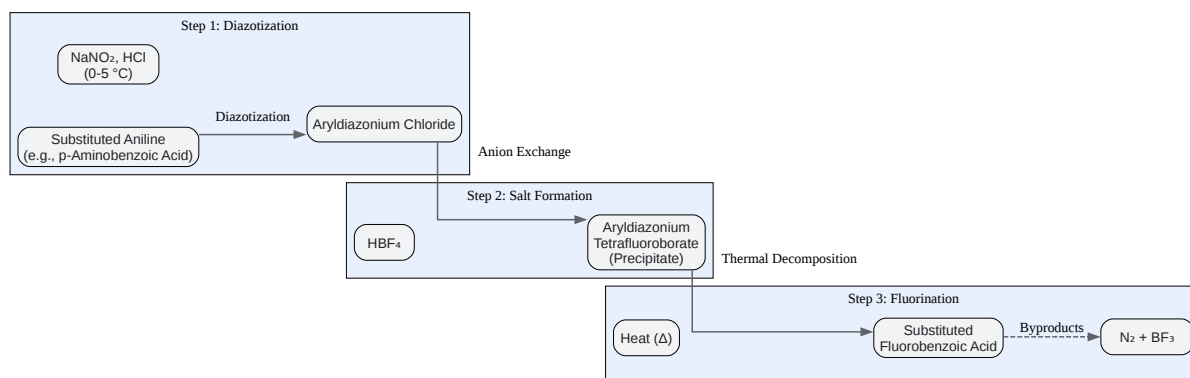 Step 1: Diazotization
NaNO₂, HCl
(0-5 °C)
Diazotization
Aryldiazonium Chloride
Substituted Aniline
(e.g., p-Aminobenzoic Acid)
Anion Exchange
Step 2: Salt Formation
HBF₄
Aryldiazonium
Tetrafluoroborate
(Precipitate)
Thermal Decomposition
Step 3: Fluorination
Heat (Δ)
Substituted
Fluorobenzoic Acid
Byproducts
N₂ + BF₃